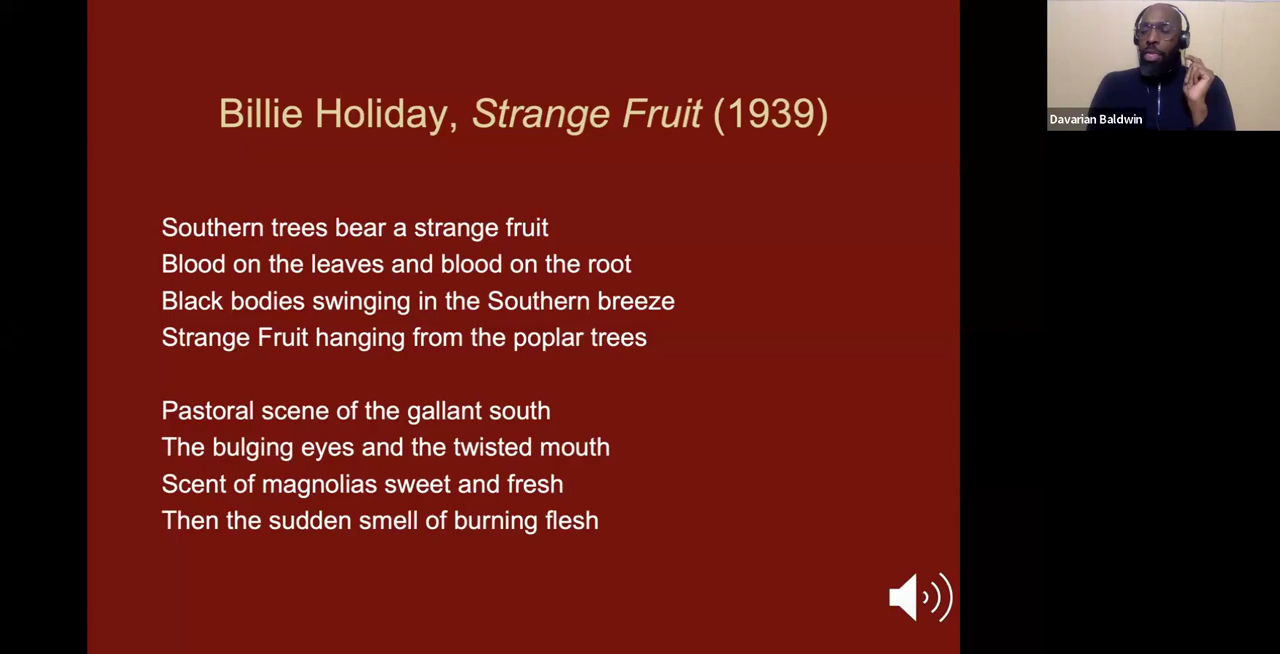 Billie Holiday, Strange Fruit (1939)
Southern trees bear a strange fruit
Blood on the leaves and blood on the root
Black bodies swinging in the Southern breeze
Strange Fruit hanging from the poplar trees
Pastoral scene of the gallant south
The bulging eyes and the twisted mouth
Scent of magnolias sweet and fresh
Then the sudden smell of burning flesh
Davarian Baldwin